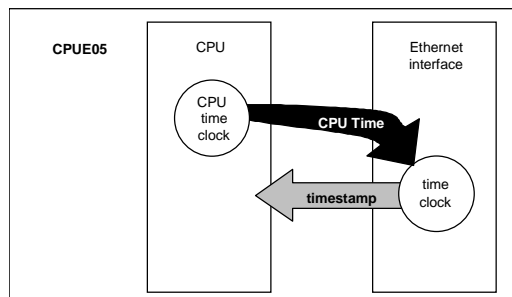 CPUE05
CPU
Ethernet
interface
CPU
time
clock
CPU Time
timestamp
time
clock